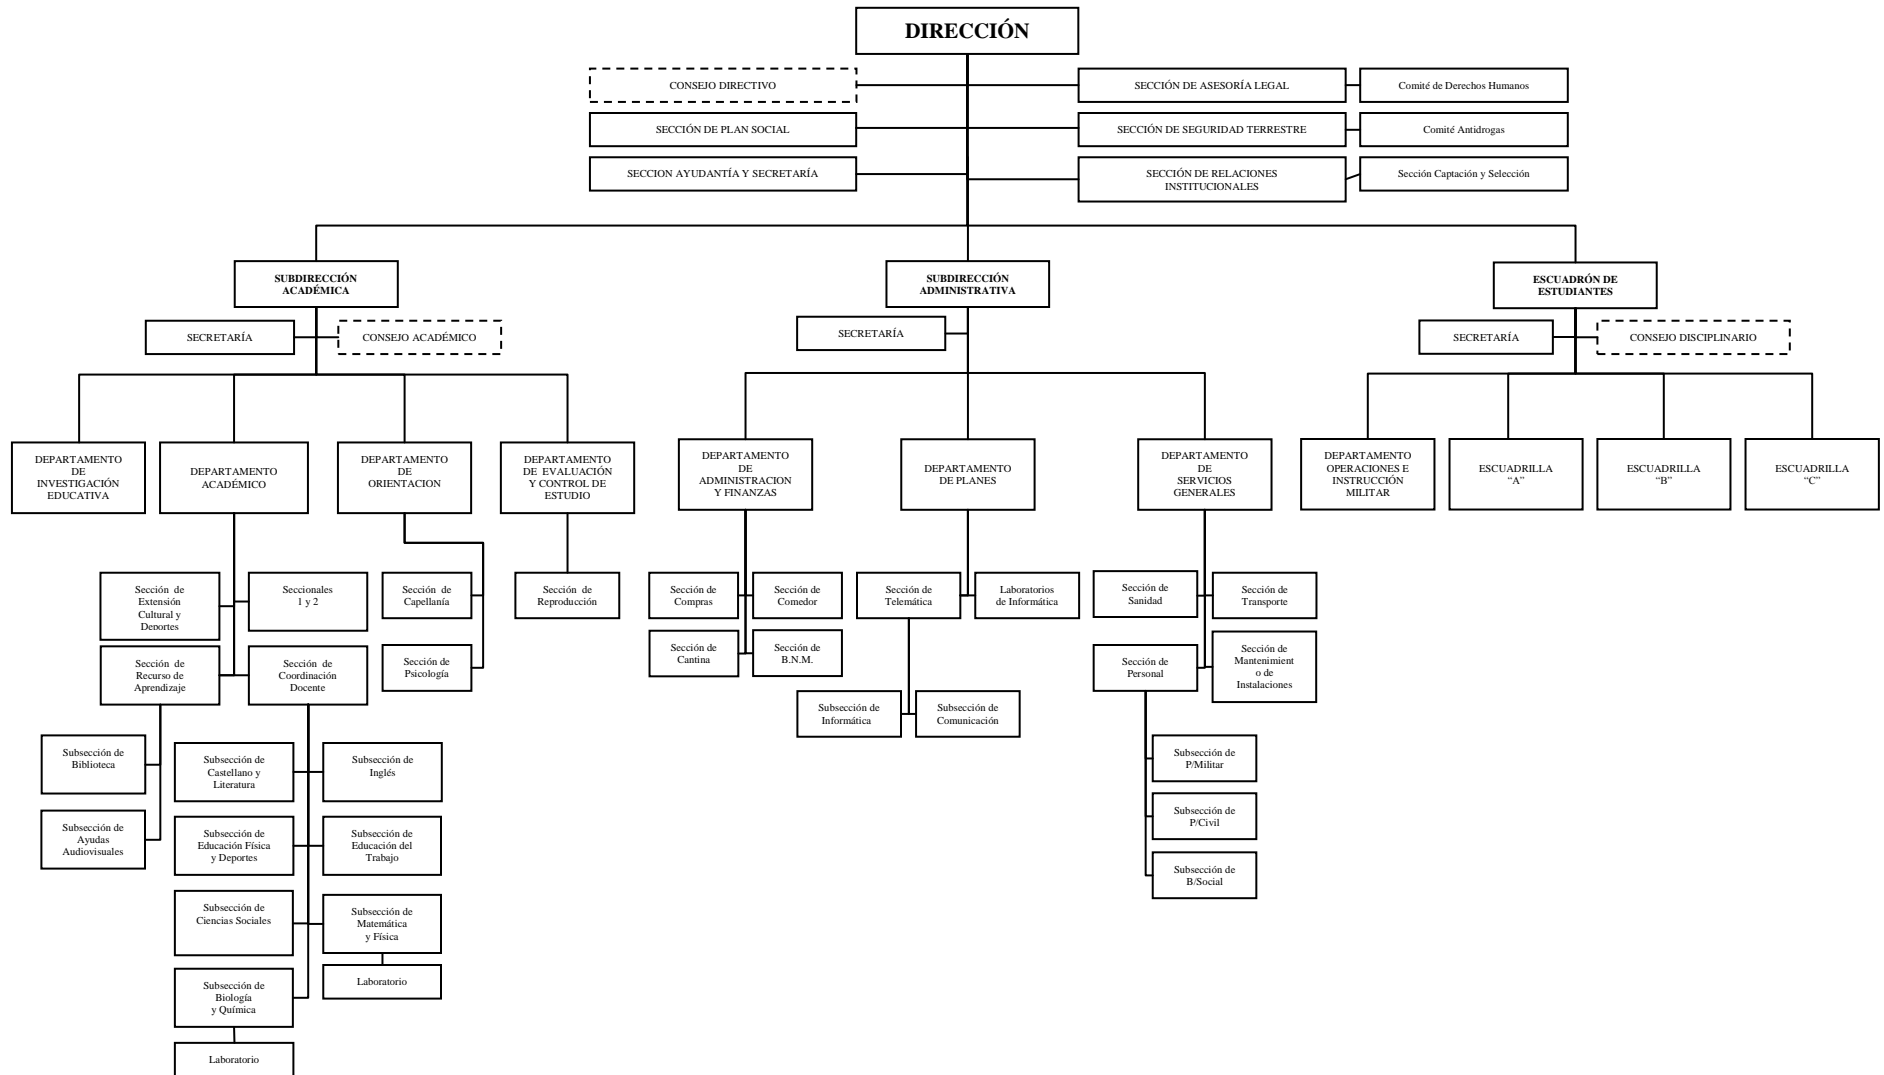 DIRECCIÓN
CONSEJO DIRECTIVO
SECCIÓN DE ASESORÍA LEGAL
Comité de Derechos Humanos
SECCIÓN DE PLAN SOCIAL
SECCIÓN DE SEGURIDAD TERRESTRE
Comité Antidrogas
SECCION AYUDANTÍA Y SECRETARÍA
SECCIÓN DE RELACIONES
INSTITUCIONALES
Sección Captación y Selección
SUBDIRECCIÓN
ACADÉMICA
SUBDIRECCIÓN
ADMINISTRATIVA
ESCUADRÓN DE
ESTUDIANTES
SECRETARÍA
CONSEJO ACADÉMICO
SECRETARÍA
SECRETARÍA
CONSEJO DISCIPLINARIO
DEPARTAMENTO
DE
INVESTIGACIÓN
EDUCATIVA
DEPARTAMENTO
ACADÉMICO
DEPARTAMENTO
DE
ORIENTACION
DEPARTAMENTO
DE EVALUACIÓN
Y CONTROL DE
ESTUDIO
DEPARTAMENTO
DE
ADMINISTRACION
Y FINANZAS
DEPARTAMENTO
DE PLANES
DEPARTAMENTO
DE
SERVICIOS
GENERALES
DEPARTAMENTO
OPERACIONES E
INSTRUCCIÓN
MILITAR
ESCUADRILLA
“A”
ESCUADRILLA
“B”
ESCUADRILLA
“C”
Sección de
Extensión
Cultural y
Deportes
Seccionales
1 y 2
Sección de
Capellanía
Sección de
Reproducción
Sección de
Compras
Sección de
Comedor
Sección de
Telemática
Laboratorios
de Informática
Sección de
Sanidad
Sección de
Transporte
Sección de
Recurso de
Aprendizaje
Sección de
Coordinación
Docente
Sección de
Psicología
Sección de
Cantina
Sección de
B.N.M.
Sección de
Personal
Sección de
Mantenimient
o de
Instalaciones
Subsección de
Informática
Subsección de
Comunicación
Subsección de
Biblioteca
Subsección de
Castellano y
Literatura
Subsección de
Inglés
Subsección de
P/Militar
Subsección de
Ayudas
Audiovisuales
Subsección de
Educación Física
y Deportes
Subsección de
Educación del
Trabajo
Subsección de
P/Civil
Subsección de
B/Social
Subsección de
Ciencias Sociales
Subsección de
Matemática
y Física
Laboratorio
Subsección de
Biología
y Química
Laboratorio